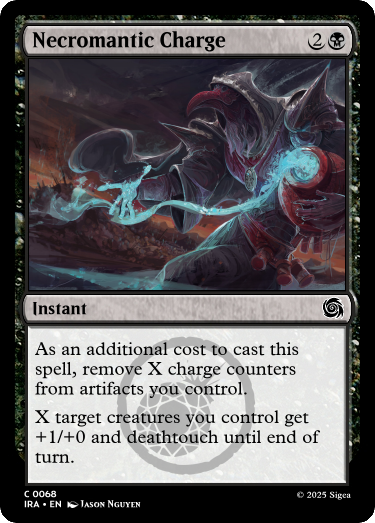 Necromantic Charge 2
Instant
As an additional cost to cast this
spell, remove X charge counters
from artifacts you control.
X target creatures you control get
+1/+0 and deathtouch until end of
turn.
C 0068
IRA • EN Jason Nguyen
© 2025 Sigea